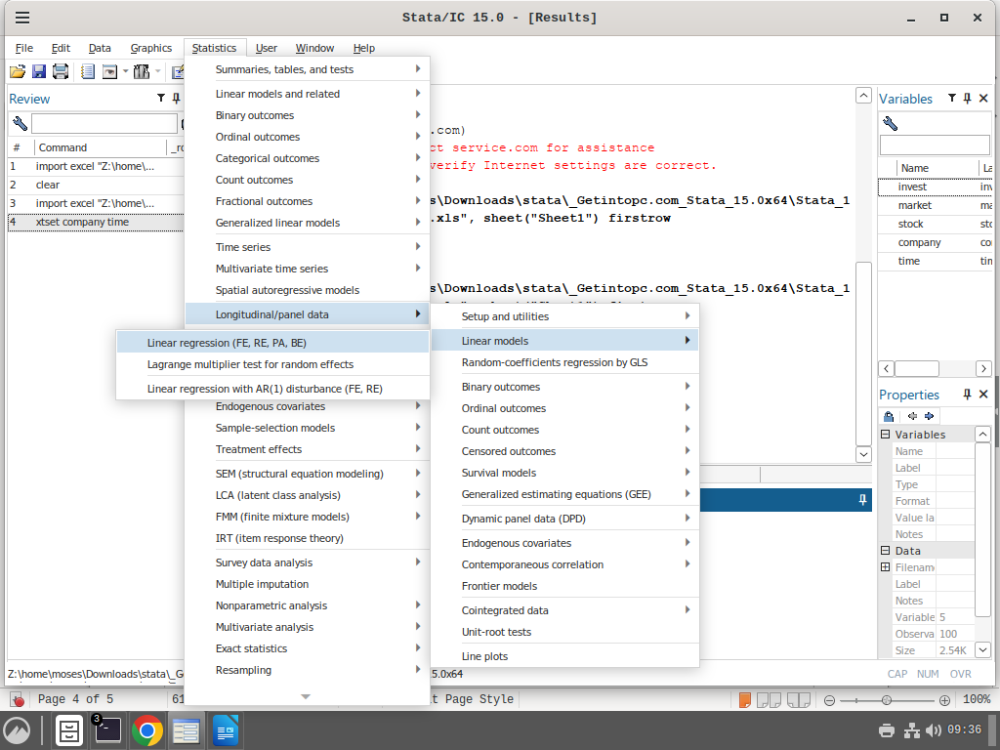 Stata/IC 15.0 - [Results]
File Edit Data Graphics Statistics User Window Help
Review
# Command _rc
1 import excel "Z:\home\...
2 clear
3 import excel "Z:\home\...
4 xtset company time
Summaries, tables, and tests
Linear models and related
Binary outcomes
Ordinal outcomes
Categorical outcomes
Count outcomes
Fractional outcomes
Generalized linear models
Time series
Multivariate time series
Spatial autoregressive models
Longitudinal/panel data
Linear regression (FE, RE, PA, BE)
Lagrange multiplier test for random effects
Linear regression with AR(1) disturbance (FE, RE)
Endogenous covariates
Sample-selection models
Treatment effects
SEM (structural equation modeling)
LCA (latent class analysis)
FMM (finite mixture models)
IRT (item response theory)
Survey data analysis
Multiple imputation
Nonparametric analysis
Multivariate analysis
Exact statistics
Resampling
.com)
ct service.com for assistance
verify Internet settings are correct.
s\Downloads\stata\_Getintopc.com_Stata_15.0x64\Stata_1
.xls", sheet("Sheet1") firstrow
s\Downloads\stata\_Getintopc.com_Stata_15.0x64\Stata_1
Setup and utilities
Linear models
Random-coefficients regression by GLS
Binary outcomes
Ordinal outcomes
Count outcomes
Censored outcomes
Survival models
Generalized estimating equations (GEE)
Dynamic panel data (DPD)
Endogenous covariates
Contemporaneous correlation
Frontier models
Cointegrated data
Unit-root tests
Line plots
Variables
Name La
invest inv
market ma
stock sto
company co
time tim
Properties
Variables
Name
Label
Type
Format
Value la
Notes
Data
Filename
Label
Notes
Variable 5
Observa 100
Size 2.54K
Z:\home\moses\Downloads\stata\_G 5.0x64
CAP NUM OVR
Page 4 of 5 61 t Page Style 100%
3
09:36